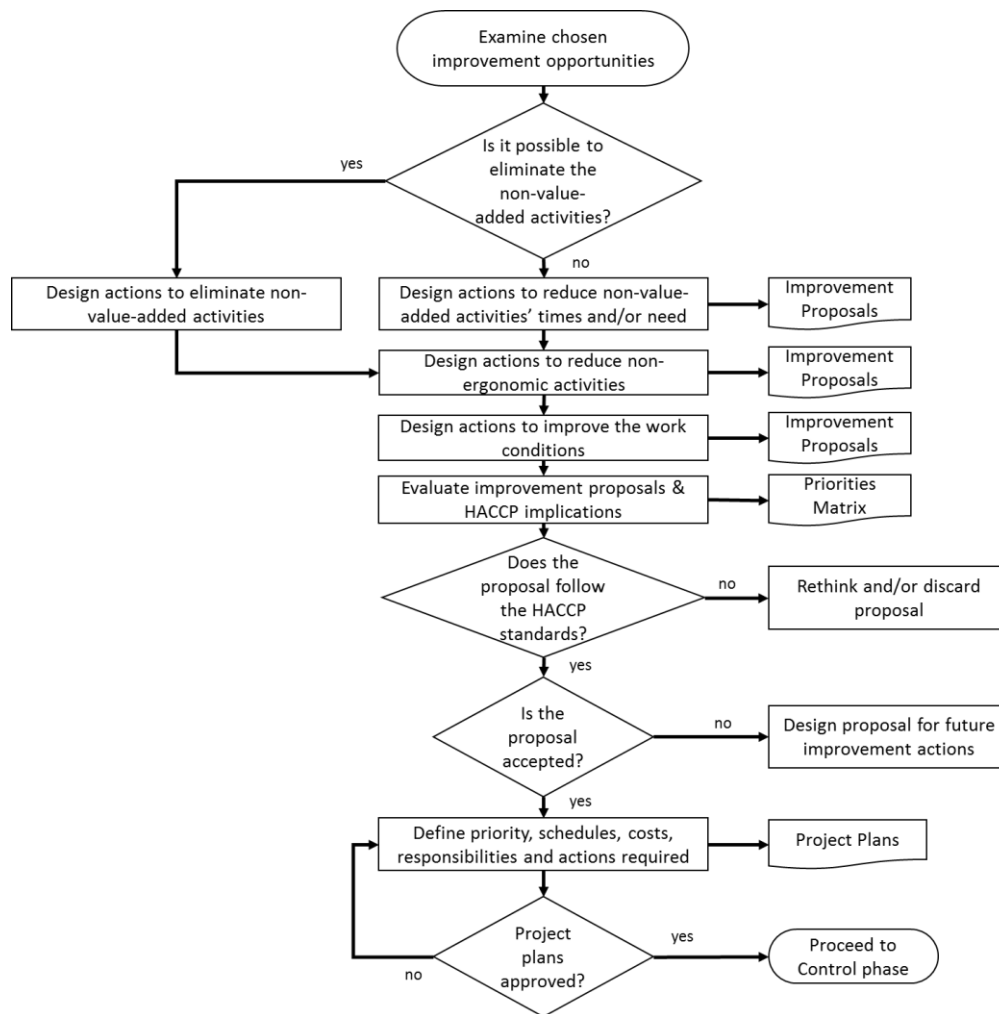 Examine chosen
improvement opportunities
Is it possible to
eliminate the
non-value-
added activities?
yes
no
Design actions to eliminate non-
value-added activities
Design actions to reduce non-value-
added activities’ times and/or need
Improvement
Proposals
Design actions to reduce non-
ergonomic activities
Improvement
Proposals
Design actions to improve the work
conditions
Improvement
Proposals
Evaluate improvement proposals &
HACCP implications
Priorities
Matrix
Does the
proposal follow
the HACCP
standards?
no
Rethink and/or discard
proposal
yes
Is the
proposal
accepted?
no
Design proposal for future
improvement actions
yes
Define priority, schedules, costs,
responsibilities and actions required
Project Plans
Project
plans
approved?
no
yes
Proceed to
Control phase